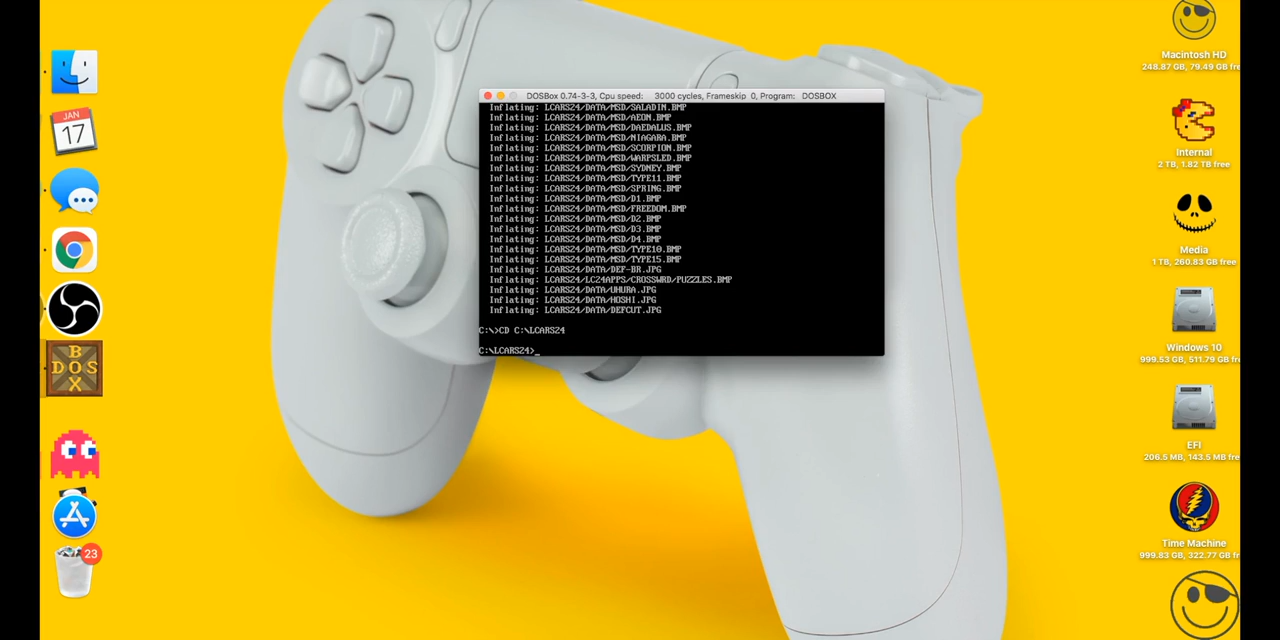 JAN
17
BOX
DOS
23
DOSBox 0.74-3-3, Cpu speed: 3000 cycles, Frameskip 0, Program: DOSBOX
Inflating: LCARS24/DATA/MSD/SALADIN.BMP
Inflating: LCARS24/DATA/MSD/AEON.BMP
Inflating: LCARS24/DATA/MSD/DAEDALUS.BMP
Inflating: LCARS24/DATA/MSD/NIAGARA.BMP
Inflating: LCARS24/DATA/MSD/SCORPION.BMP
Inflating: LCARS24/DATA/MSD/WARPSLED.BMP
Inflating: LCARS24/DATA/MSD/SYDNEY.BMP
Inflating: LCARS24/DATA/MSD/TYPE11.BMP
Inflating: LCARS24/DATA/MSD/SPRING.BMP
Inflating: LCARS24/DATA/MSD/D1.BMP
Inflating: LCARS24/DATA/MSD/FREEDOM.BMP
Inflating: LCARS24/DATA/MSD/D2.BMP
Inflating: LCARS24/DATA/MSD/D3.BMP
Inflating: LCARS24/DATA/MSD/D4.BMP
Inflating: LCARS24/DATA/MSD/TYPE10.BMP
Inflating: LCARS24/DATA/MSD/TYPE15.BMP
Inflating: LCARS24/DATA/DEF-BR.JPG
Inflating: LCARS24/LC24APPS/CROSSWRD/PUZZLES.BMP
Inflating: LCARS24/DATA/UHURA.JPG
Inflating: LCARS24/DATA/HOSHI.JPG
Inflating: LCARS24/DATA/DEFCUT.JPG
C:\>CD C:\LCARS24
C:\LCARS24>_
Macintosh HD
248.87 GB, 79.49 GB fre
Internal
2 TB, 1.82 TB free
Media
1 TB, 260.83 GB free
Windows 10
999.53 GB, 511.79 GB free
EFI
206.5 MB, 143.5 MB fre
Time Machine
999.83 GB, 322.77 GB fr